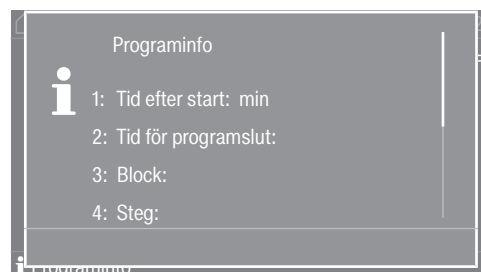 Programinfo
1: Tid efter start: min
2: Tid för programslut:
3: Block:
4: Steg: